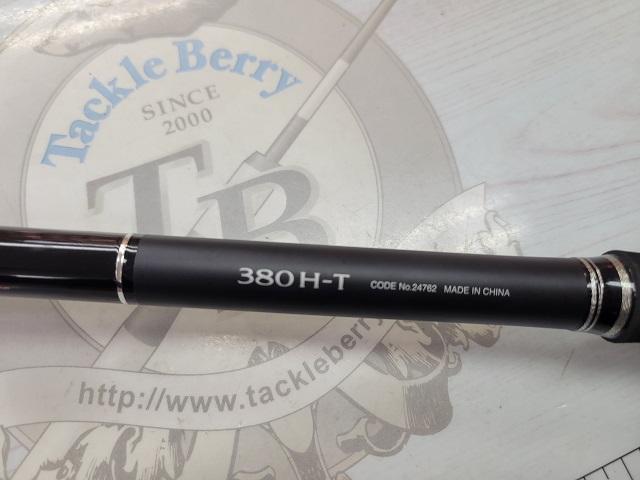 Tackle Berry
SINCE
2000
TB
380H-T CODE No.24762 MADE IN CHINA
http://www.tackleberry